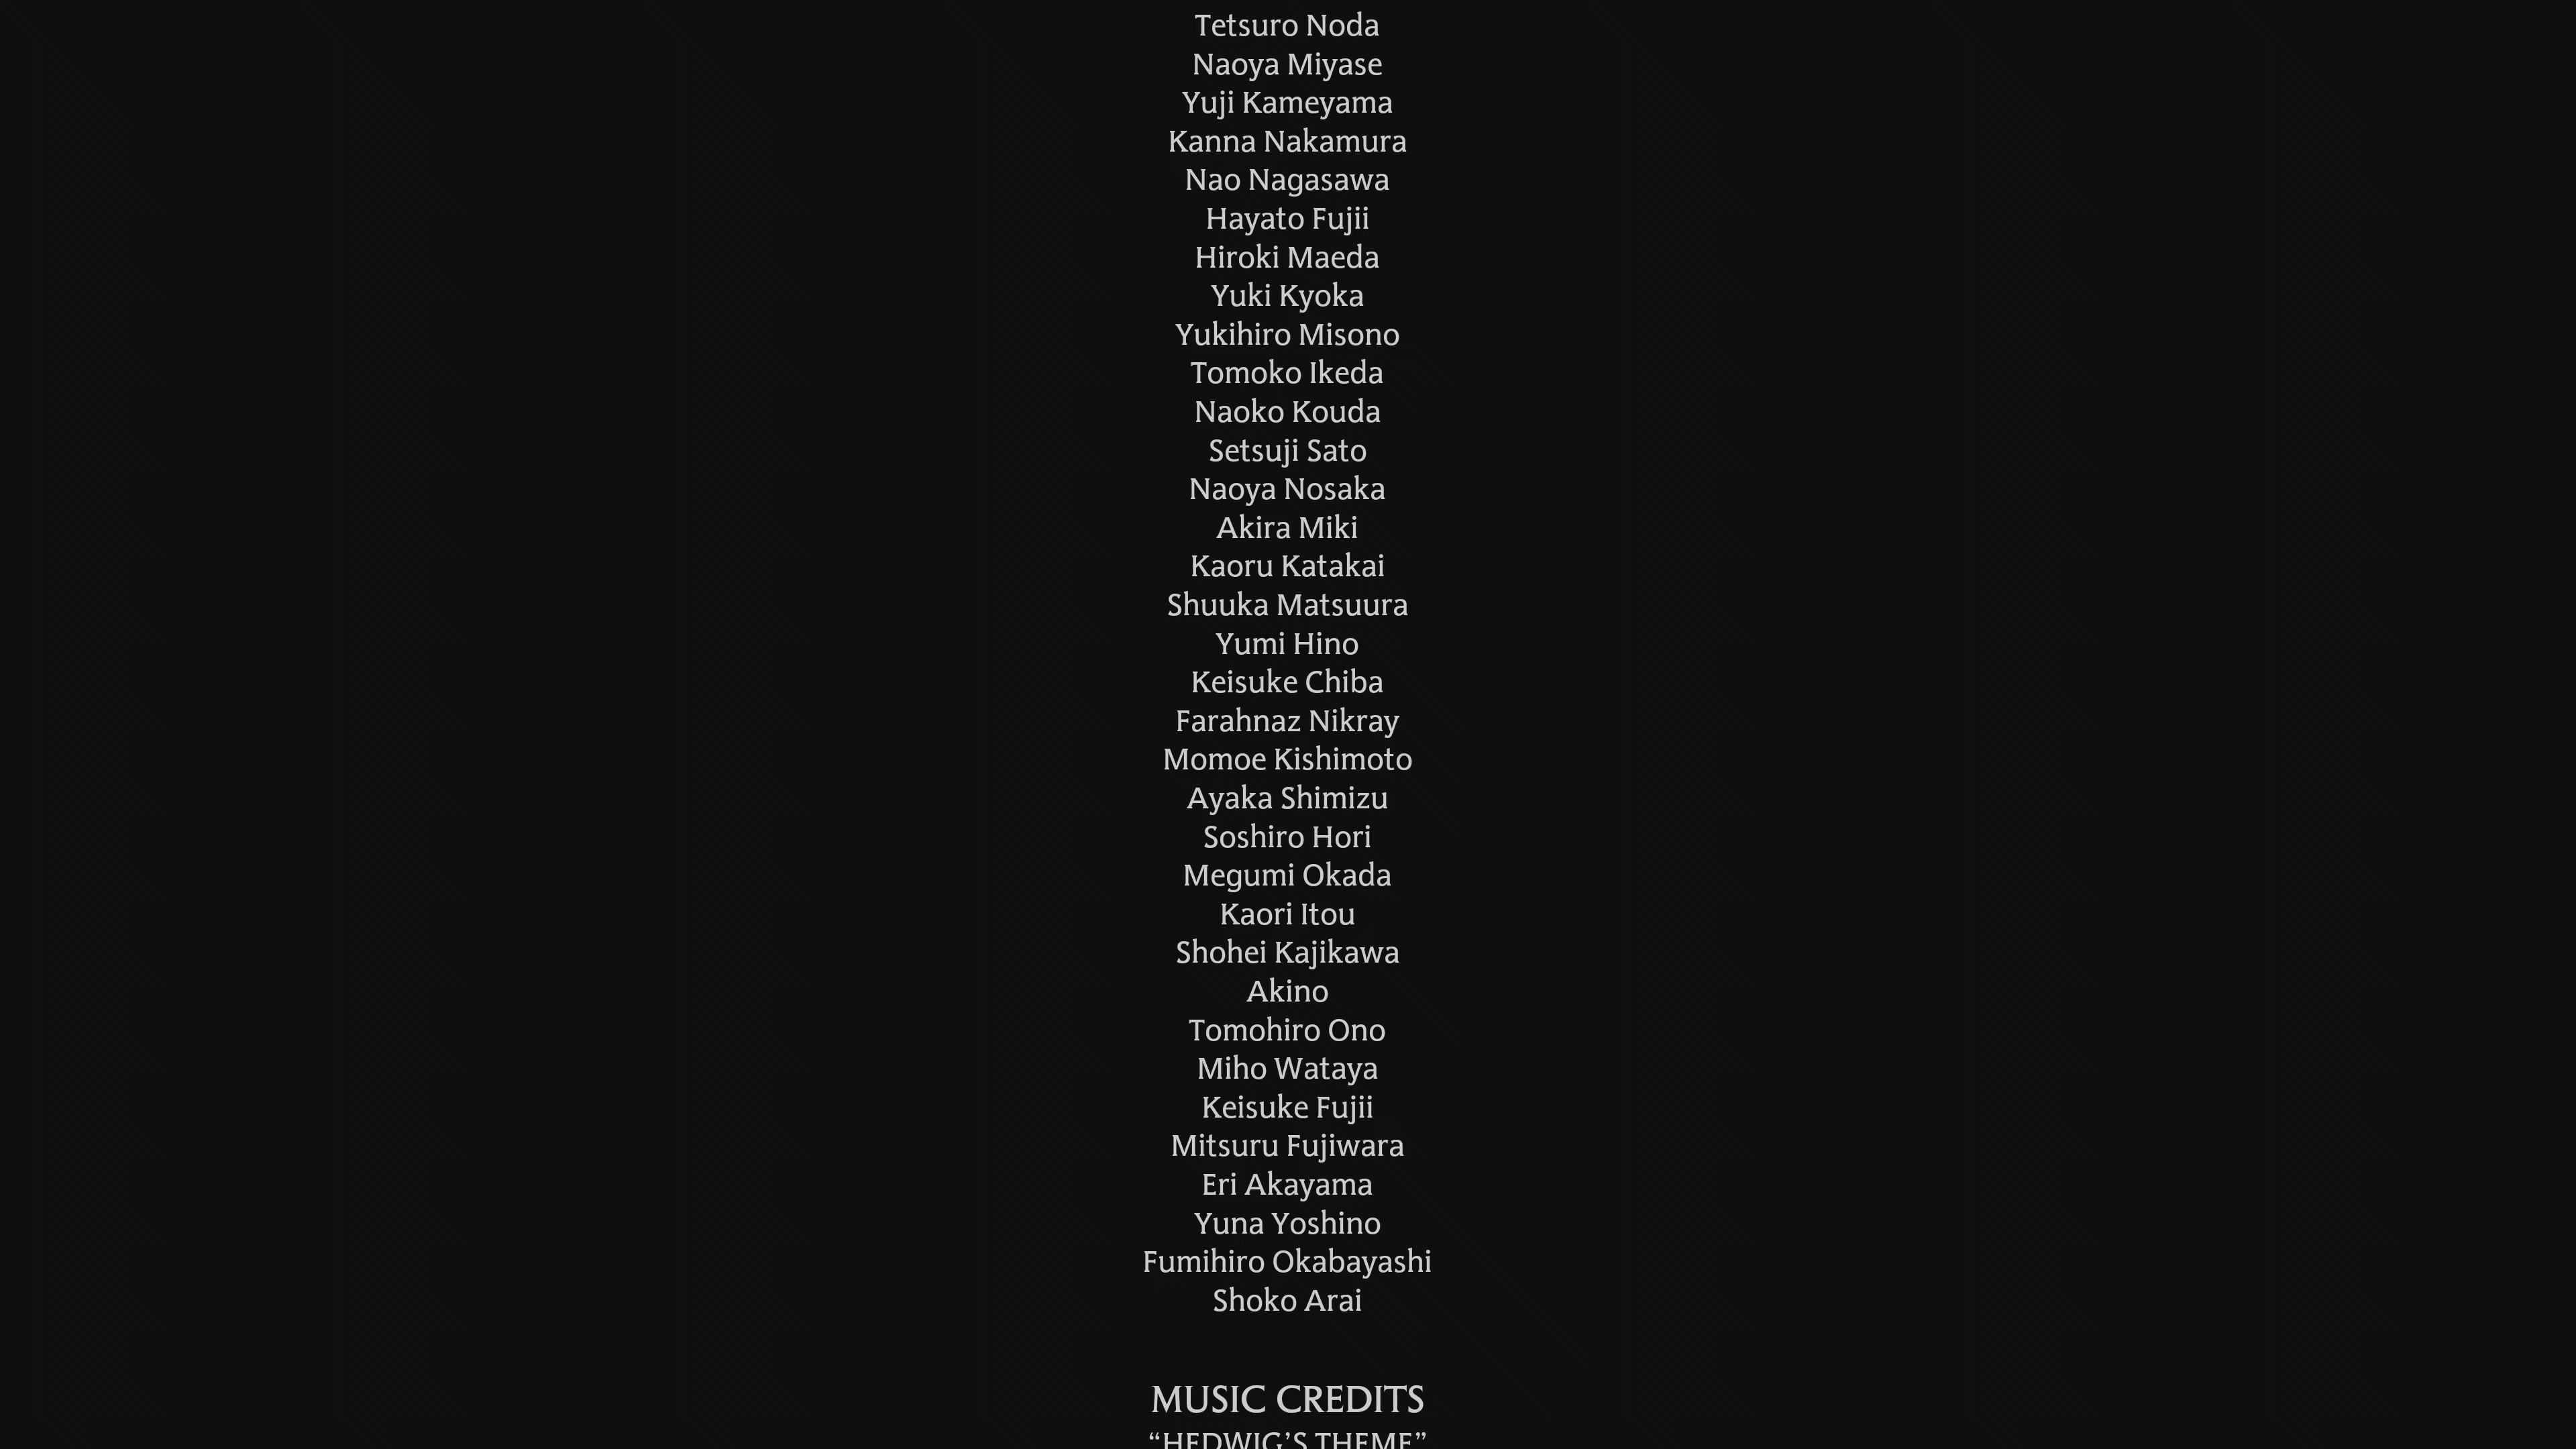 Tetsuro Noda
Naoya Miyase
Yuji Kameyama
Kanna Nakamura
Nao Nagasawa
Hayato Fujii
Hiroki Maeda
Yuki Kyoka
Yukihiro Misono
Tomoko Ikeda
Naoko Kouda
Setsuji Sato
Naoya Nosaka
Akira Miki
Kaoru Katakai
Shuuka Matsuura
Yumi Hino
Keisuke Chiba
Farahnaz Nikray
Momoe Kishimoto
Ayaka Shimizu
Soshiro Hori
Megumi Okada
Kaori Itou
Shohei Kajikawa
Akino
Tomohiro Ono
Miho Wataya
Keisuke Fujii
Mitsuru Fujiwara
Eri Akayama
Yuna Yoshino
Fumihiro Okabayashi
Shoko Arai
MUSIC CREDITS
“HEDWIG’S THEME”